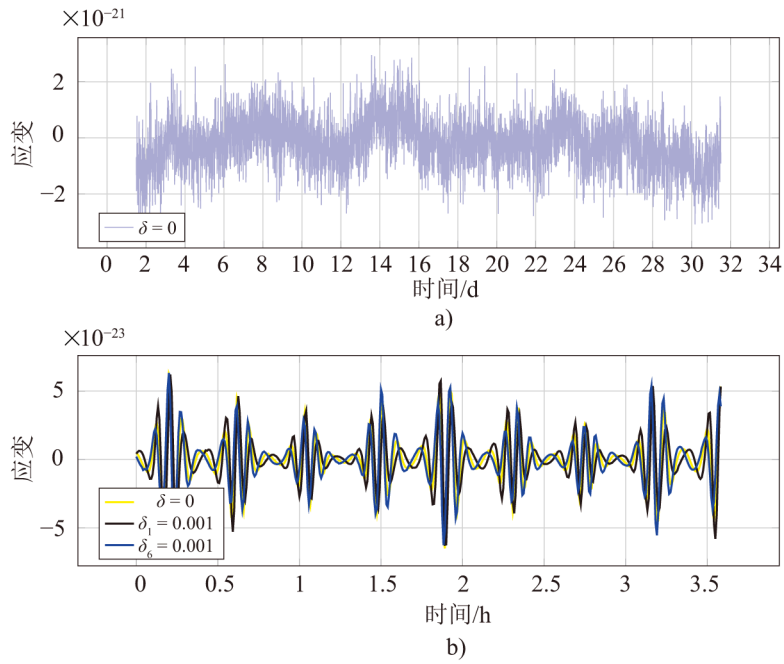 ×10⁻²¹
2
0
−2
应变
δ = 0
0 2 4 6 8 10 12 14 16 18 20 22 24 26 28 30 32 34
时间/d
a)
×10⁻²³
5
0
−5
应变
δ = 0
δ₁ = 0.001
δ₆ = 0.001
0 0.5 1 1.5 2 2.5 3 3.5
时间/h
b)